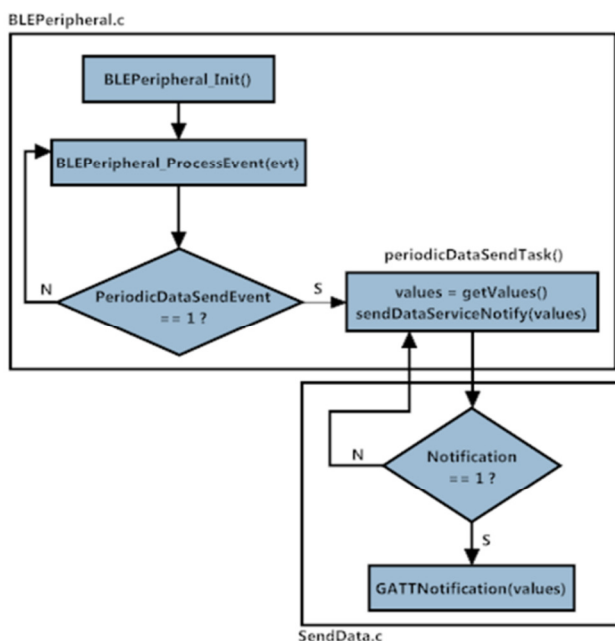 BLEPeripheral.c
BLEPeripheral_Init()
BLEPeripheral_ProcessEvent(evt)
periodicDataSendTask()
N
PeriodicDataSendEvent
== 1 ?
S
values = getValues()
sendDataServiceNotify(values)
N
Notification
== 1 ?
S
GATTNotification(values)
SendData.c